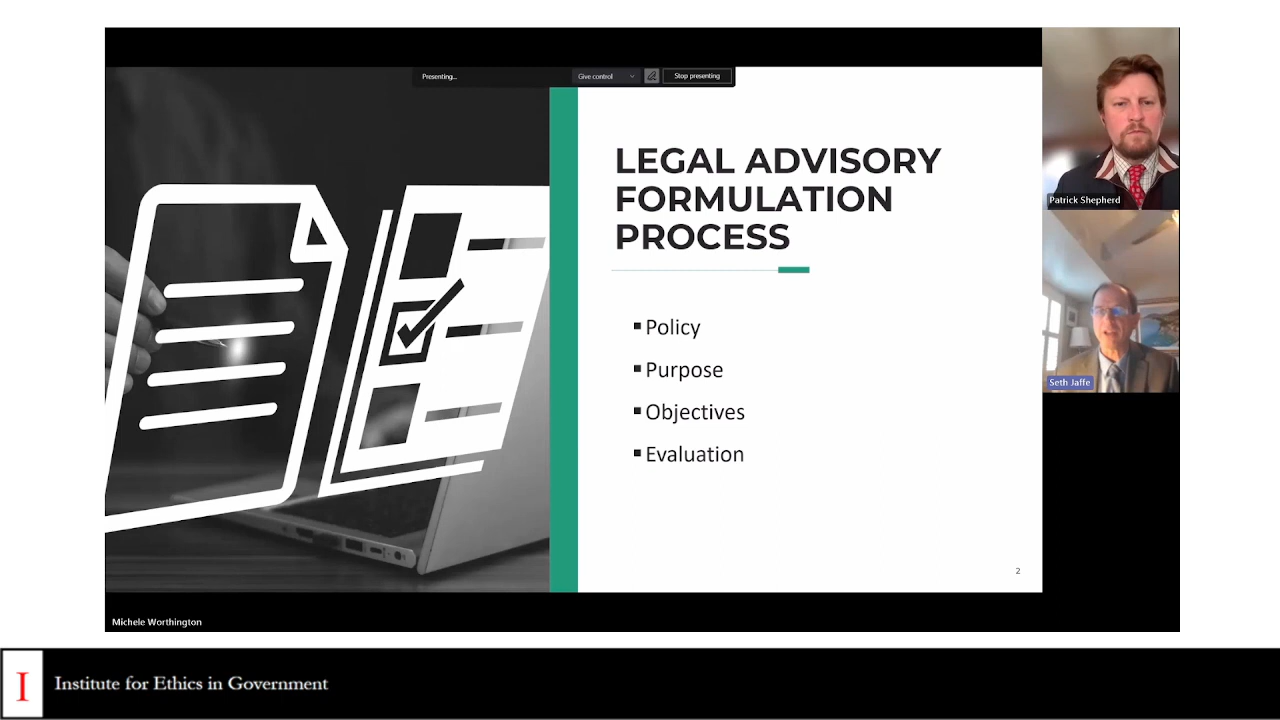 Presenting...
Give control
Stop presenting
LEGAL ADVISORY
FORMULATION
PROCESS
Policy
Purpose
Objectives
Evaluation
2
Patrick Shepherd
Seth Jaffe
Michele Worthington
I
Institute for Ethics in Government